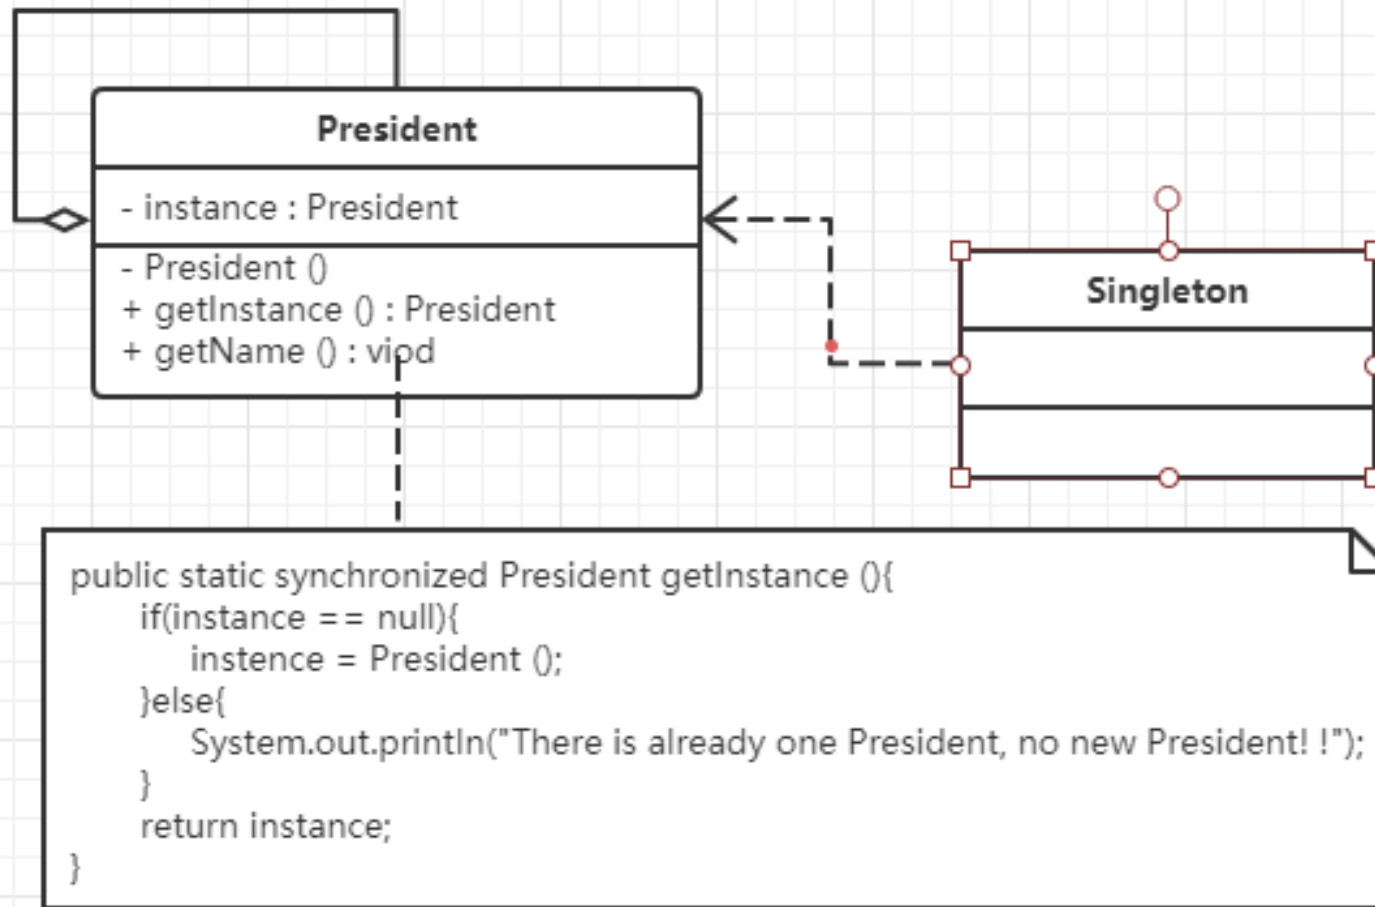 President
- instance : President
- President ()
+ getInstance () : President
+ getName () : viod
Singleton
public static synchronized President getInstance (){
if(instance == null){
instence = President ();
}else{
System.out.println("There is already one President, no new President! !");
}
return instance;
}